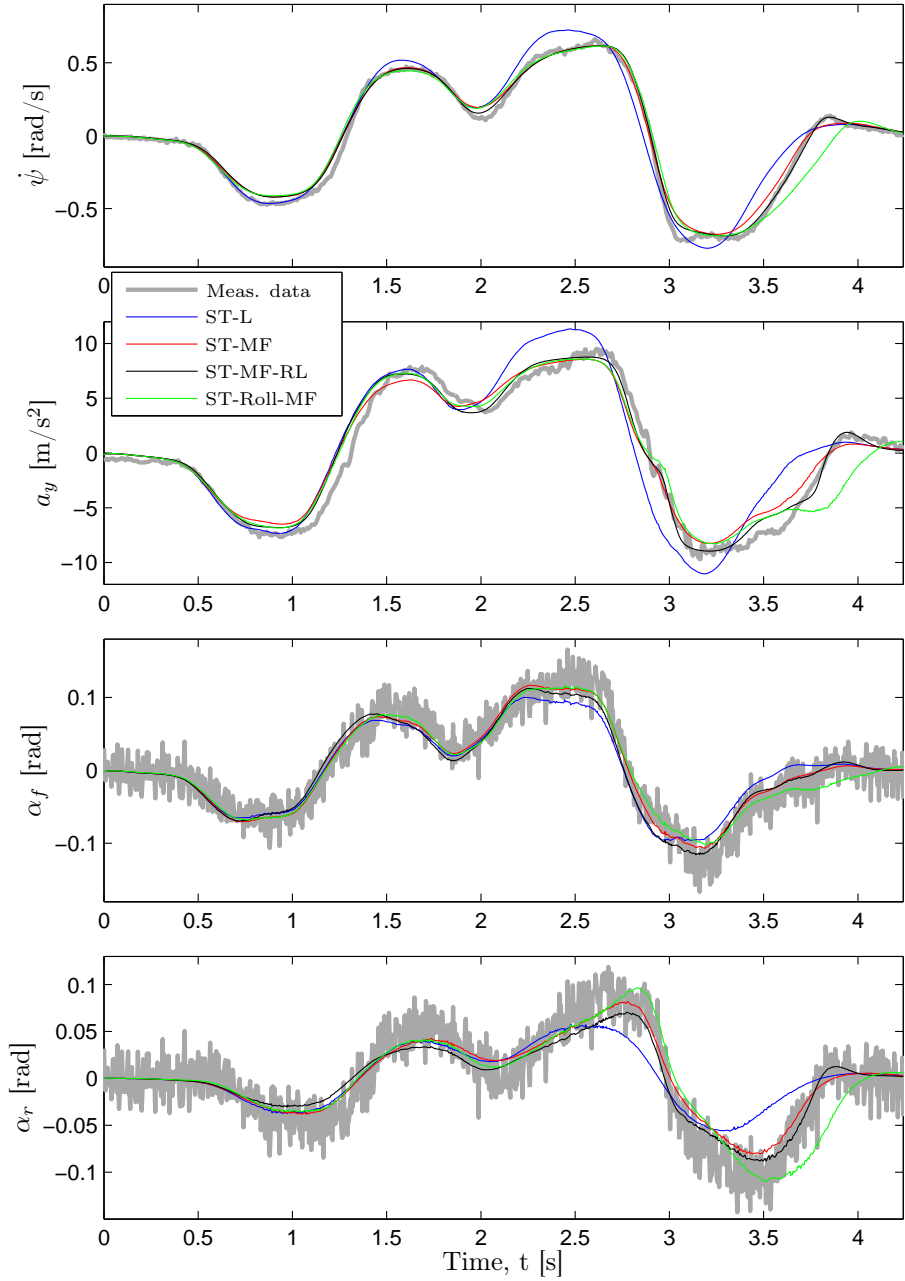 0.5
0
−0.5
ψ̇ [rad/s]
0 0.5 1 1.5 2 2.5 3 3.5 4
Meas. data
ST-L
ST-MF
ST-MF-RL
ST-Roll-MF
10
5
0
−5
−10
a_y [m/s²]
0 0.5 1 1.5 2 2.5 3 3.5 4
0.1
0
−0.1
α_f [rad]
0 0.5 1 1.5 2 2.5 3 3.5 4
0.1
0.05
0
−0.05
−0.1
α_r [rad]
0 0.5 1 1.5 2 2.5 3 3.5 4
Time, t [s]